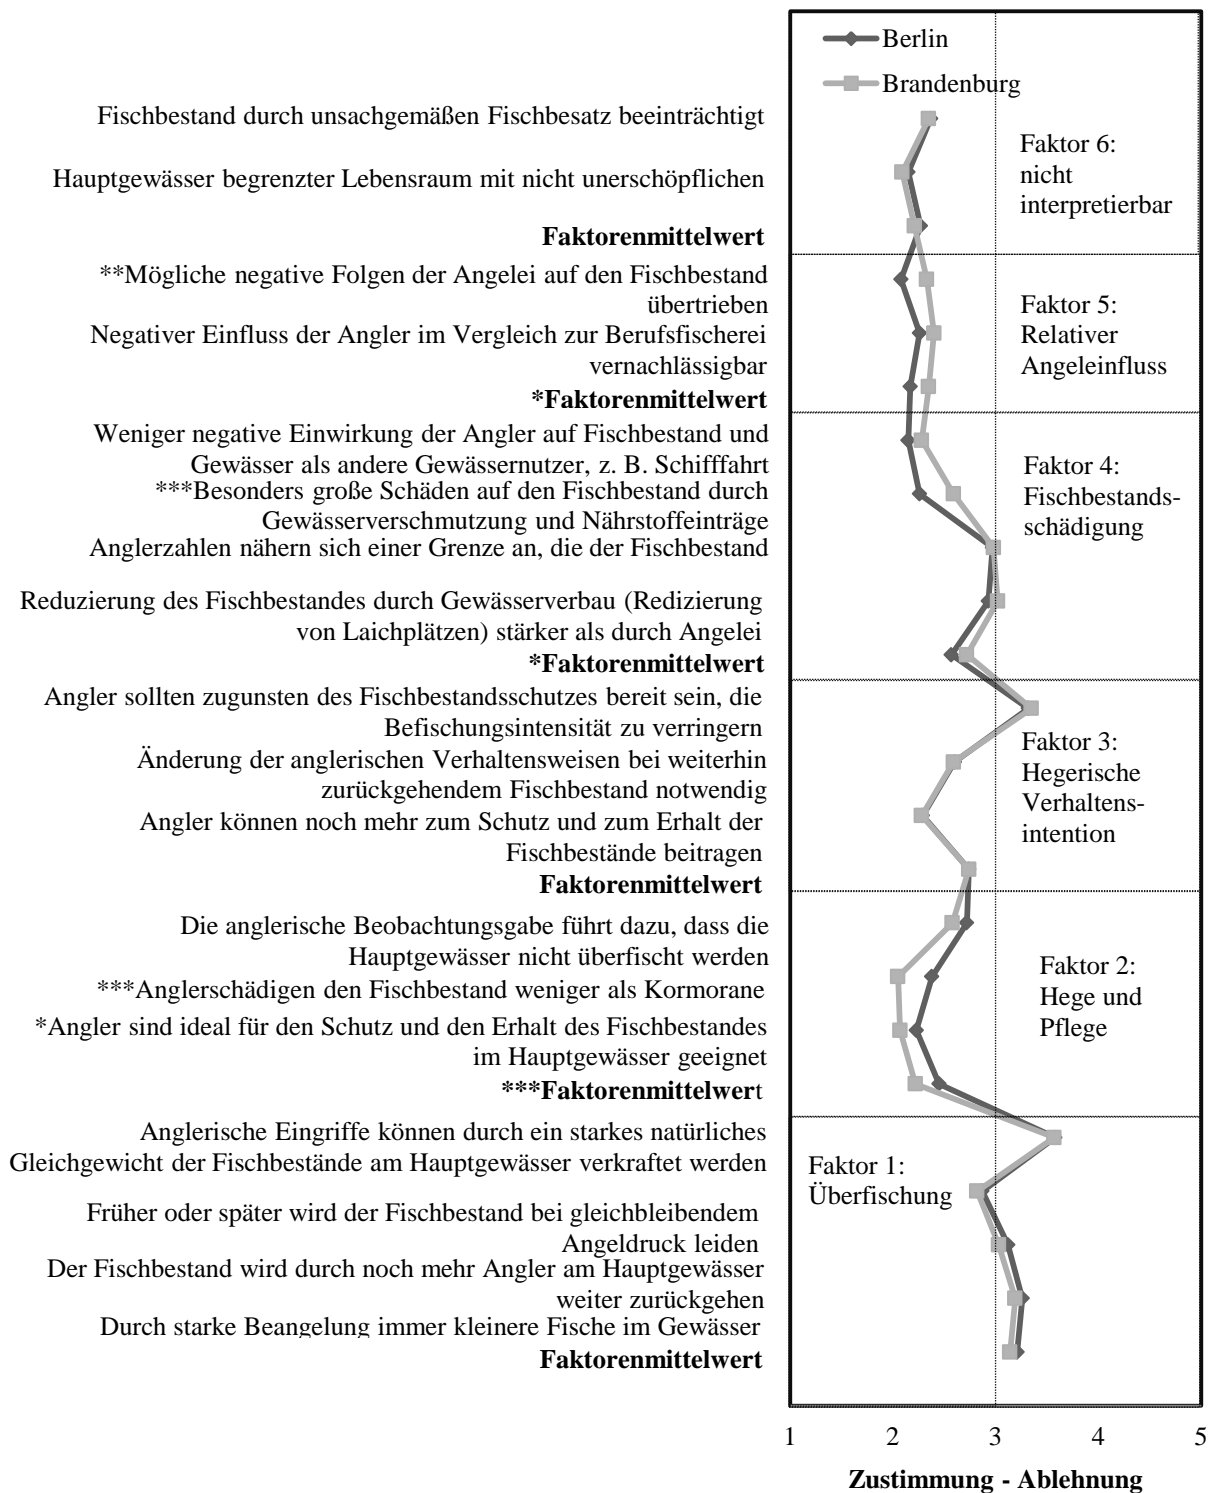 Berlin
Brandenburg
Fischbestand durch unsachgemäßen Fischbesatz beeinträchtigt
Hauptgewässer begrenzter Lebensraum mit nicht unerschöpflichen
Faktorenmittelwert
Faktor 6:
nicht
interpretierbar
**Mögliche negative Folgen der Angelei auf den Fischbestand
übertrieben
Negativer Einfluss der Angler im Vergleich zur Berufsfischerei
vernachlässigbar
*Faktorenmittelwert
Faktor 5:
Relativer
Angeleinfluss
Weniger negative Einwirkung der Angler auf Fischbestand und
Gewässer als andere Gewässernutzer, z. B. Schifffahrt
***Besonders große Schäden auf den Fischbestand durch
Gewässerverschmutzung und Nährstoffeinträge
Anglerzahlen nähern sich einer Grenze an, die der Fischbestand
Reduzierung des Fischbestandes durch Gewässerverbau (Redizierung
von Laichplätzen) stärker als durch Angelei
*Faktorenmittelwert
Faktor 4:
Fischbestands-
schädigung
Angler sollten zugunsten des Fischbestandsschutzes bereit sein, die
Befischungsintensität zu verringern
Änderung der anglerischen Verhaltensweisen bei weiterhin
zurückgehendem Fischbestand notwendig
Angler können noch mehr zum Schutz und zum Erhalt der
Fischbestände beitragen
Faktorenmittelwert
Faktor 3:
Hegerische
Verhaltens-
intention
Die anglerische Beobachtungsgabe führt dazu, dass die
Hauptgewässer nicht überfischt werden
***Anglerschädigen den Fischbestand weniger als Kormorane
*Angler sind ideal für den Schutz und den Erhalt des Fischbestandes
im Hauptgewässer geeignet
***Faktorenmittelwert
Faktor 2:
Hege und
Pflege
Anglerische Eingriffe können durch ein starkes natürliches
Gleichgewicht der Fischbestände am Hauptgewässer verkraftet werden
Früher oder später wird der Fischbestand bei gleichbleibendem
Angeldruck leiden
Der Fischbestand wird durch noch mehr Angler am Hauptgewässer
weiter zurückgehen
Durch starke Beangelung immer kleinere Fische im Gewässer
Faktorenmittelwert
Faktor 1:
Überfischung
1 2 3 4 5
Zustimmung - Ablehnung